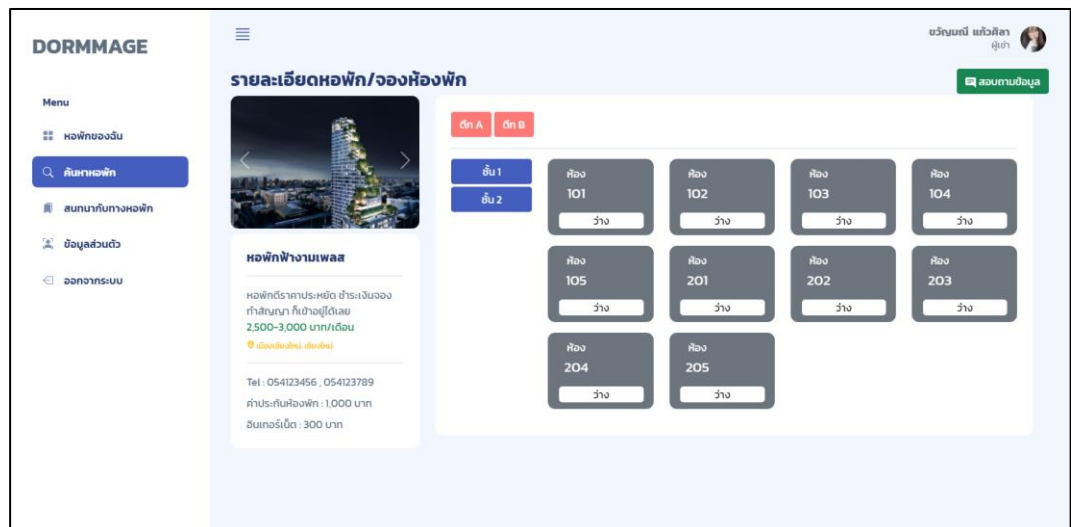 DORMMAGE
ขวัญมณี แก้วศิลา
ผู้เช่า
รายละเอียดหอพัก/จองห้องพัก
สอบถามข้อมูล
Menu
หอพักของฉัน
ค้นหาหอพัก
สนทนากับทางหอพัก
ข้อมูลส่วนตัว
ออกจากระบบ
หอพักฟ้างามเพลส
หอพักดีราคาประหยัด ชำระเงินจอง
ทำสัญญา ก็เข้าอยู่ได้เลย
2,500-3,000 บาท/เดือน
เมืองเชียงใหม่, เชียงใหม่
Tel : 054123456 , 054123789
ค่าประกันห้องพัก : 1,000 บาท
อินเทอร์เน็ต : 300 บาท
ตึก A
ตึก B
ชั้น 1
ชั้น 2
ห้อง
101
ว่าง
ห้อง
102
ว่าง
ห้อง
103
ว่าง
ห้อง
104
ว่าง
ห้อง
105
ว่าง
ห้อง
201
ว่าง
ห้อง
202
ว่าง
ห้อง
203
ว่าง
ห้อง
204
ว่าง
ห้อง
205
ว่าง